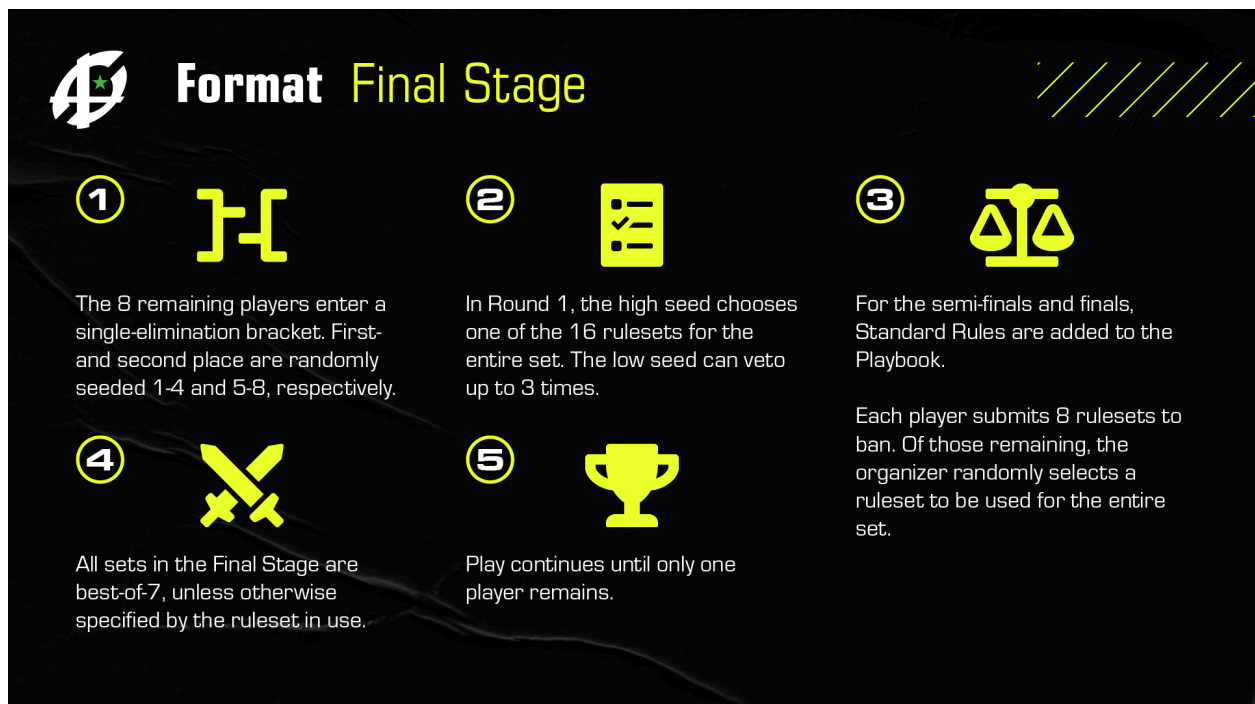 Format Final Stage
1
The 8 remaining players enter a
single-elimination bracket. First-
and second place are randomly
seeded 1-4 and 5-8, respectively.
2
In Round 1, the high seed chooses
one of the 16 rulesets for the
entire set. The low seed can veto
up to 3 times.
3
For the semi-finals and finals,
Standard Rules are added to the
Playbook.
Each player submits 8 rulesets to
ban. Of those remaining, the
organizer randomly selects a
ruleset to be used for the entire
set.
4
All sets in the Final Stage are
best-of-7, unless otherwise
specified by the ruleset in use.
5
Play continues until only one
player remains.